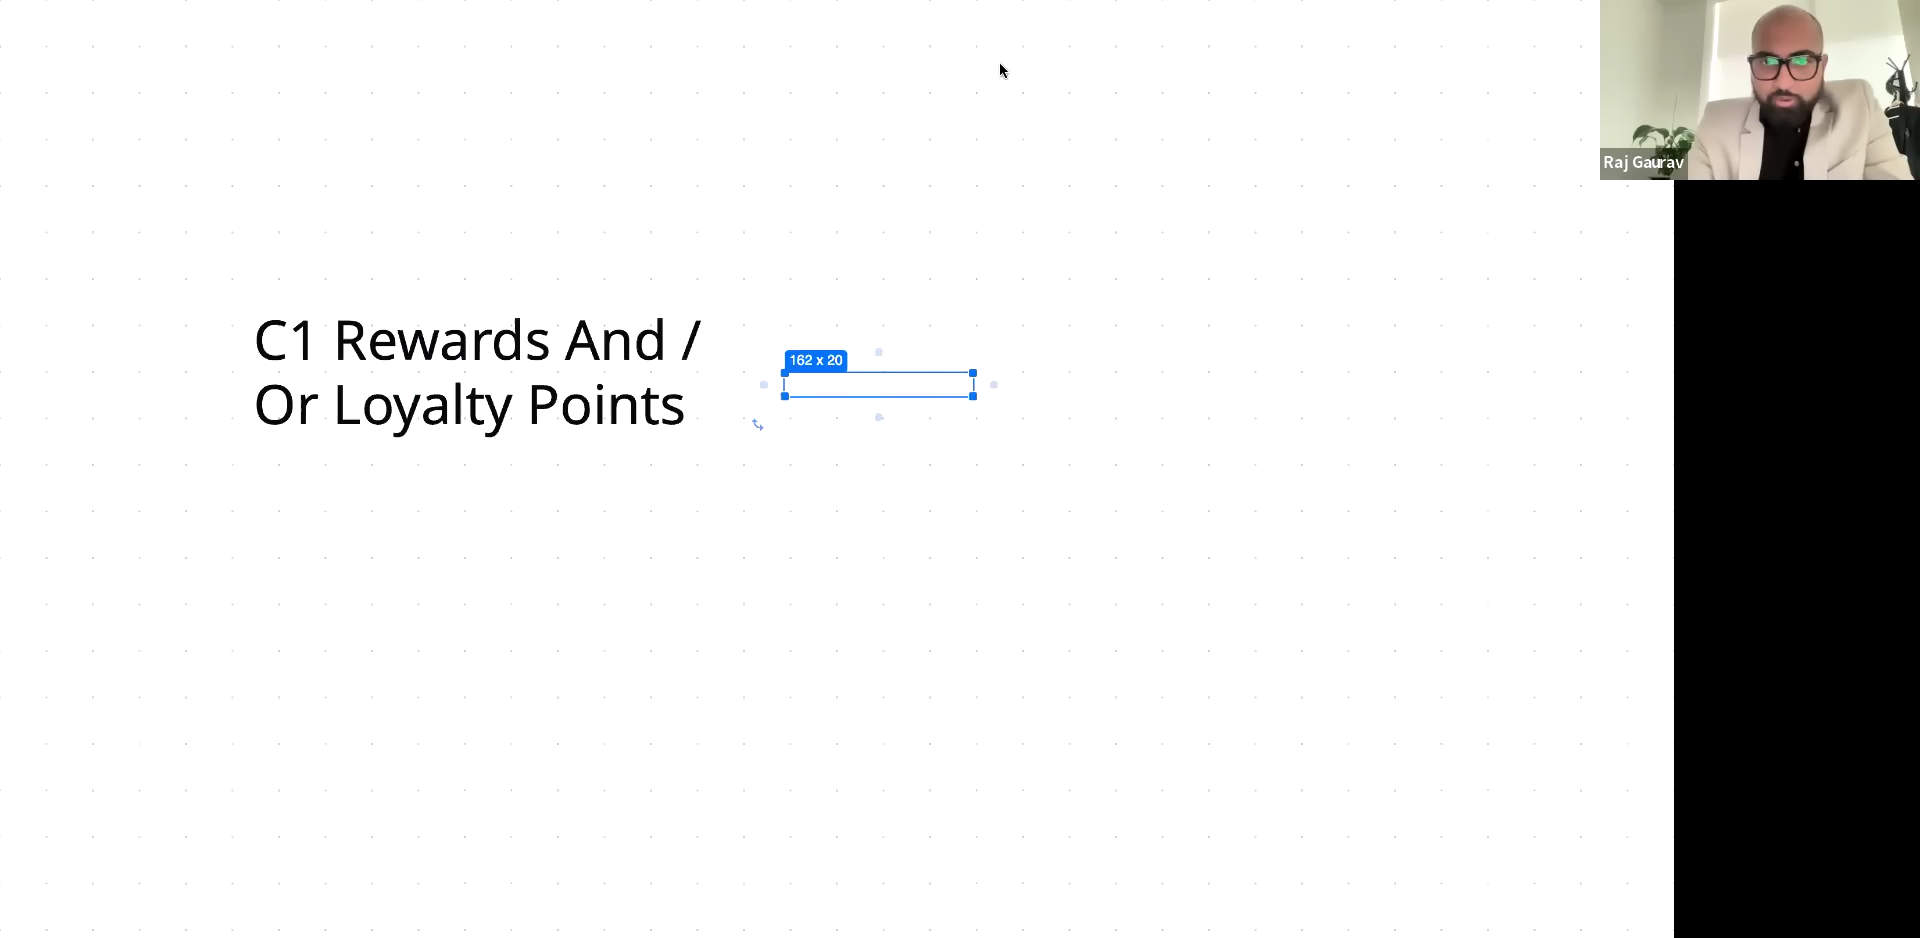 Raj Gaurav
C1 Rewards And /
Or Loyalty Points
162 x 20